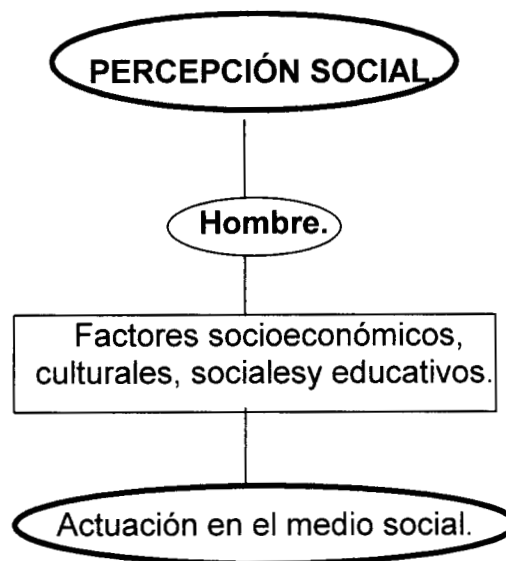 PERCEPCIÓN SOCIAL.
Hombre.
Factores socioeconómicos,
culturales, socialesy educativos.
Actuación en el medio social.